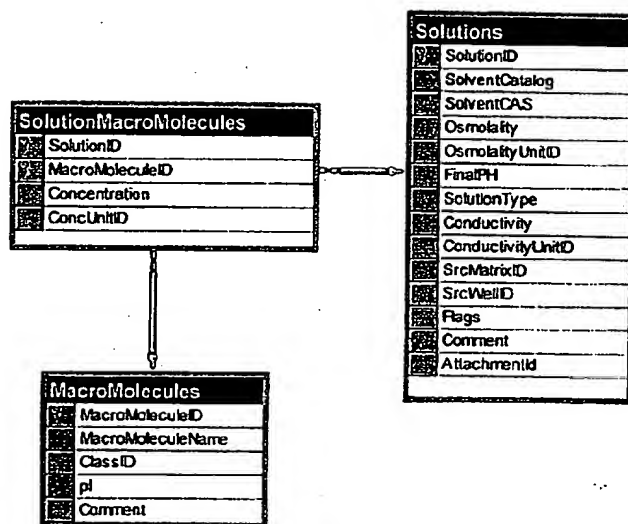 SolutionMacroMolecules
SolutionID
MacroMoleculeID
Concentration
ConcUnitID
Solutions
SolutionID
SolventCatalog
SolventCAS
Osmolality
OsmolalityUnitID
FinalPH
SolutionType
Conductivity
ConductivityUnitID
SrcMatrixID
SrcWellID
Flags
Comment
AttachmentId
MacroMolecules
MacroMoleculeID
MacroMoleculeName
ClassID
pI
Comment